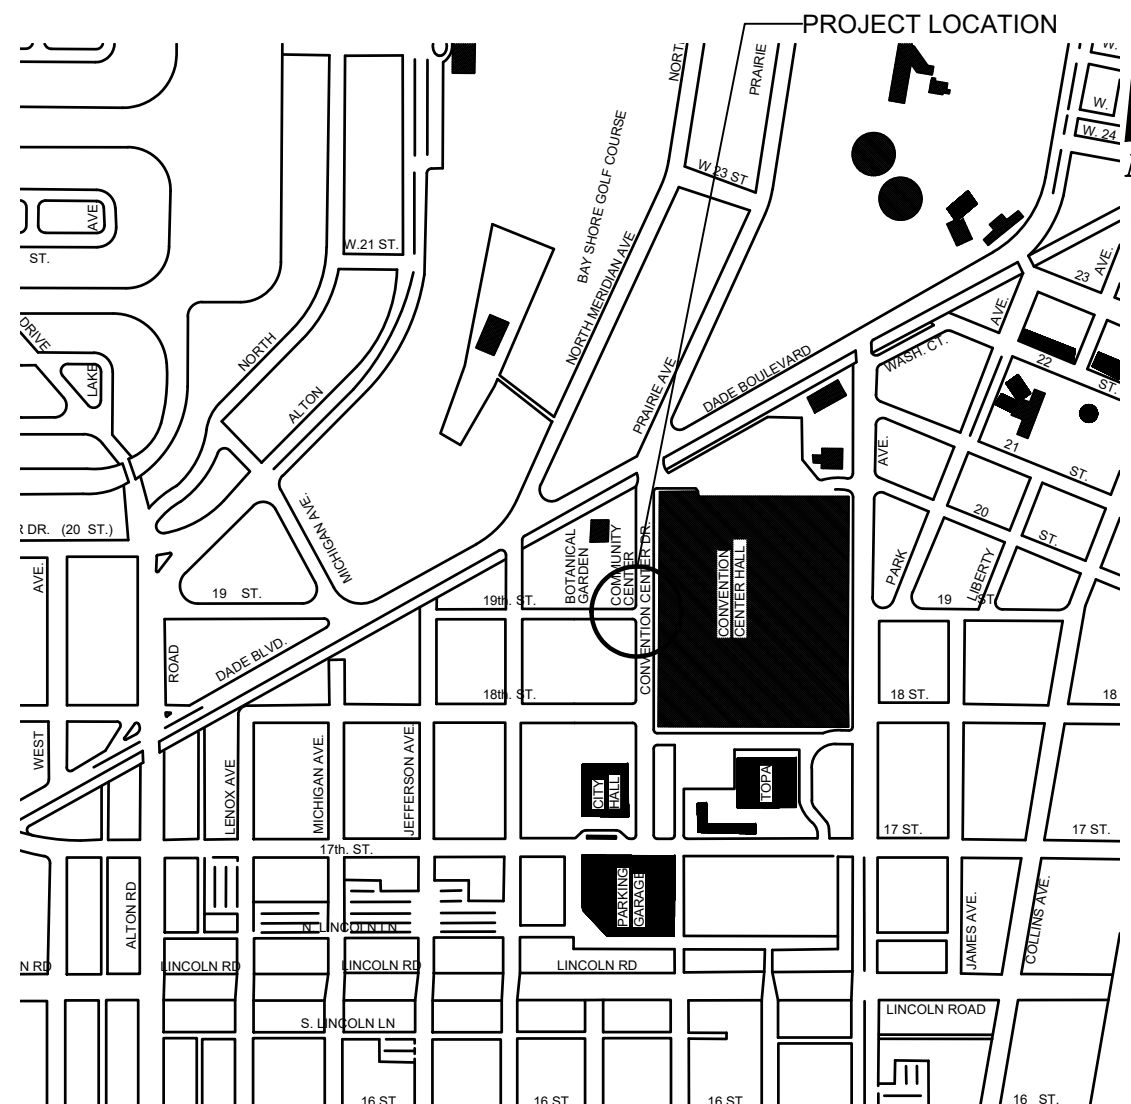 PROJECT LOCATION
W.
NORT
PRAIRIE
W.
W. 24
BAY SHORE GOLF COURSE
W 23 ST
AVE
ST.
W.21 ST.
NORTH MERIDIAN AVE
AVE.
23
AVE.
DRIVE
LAKE
NORTH
ALTON
PRAIRIE AVE
DADE BOULEVARD
WASH. CT.
22
ST.
AVE.
21
ST.
R DR. (20 ST.)
MICHIGAN AVE.
20
ST.
BOTANICAL
GARDEN
COMMUNITY
CENTER
CONVENTION CENTER DR.
CONVENTION
CENTER HALL
PARK
LIBERTY
AVE.
19 ST.
19th. ST.
19 ST.
ROAD
DADE BLVD.
18th. ST.
18 ST.
18
WEST
LENOX AVE
MICHIGAN AVE.
JEFFERSON AVE.
CITY
HALL
TOPA
17th. ST.
17 ST.
17 ST.
ALTON RD
PARKING
GARAGE
JAMES AVE.
COLLINS AVE.
N. LINCOLN LN
N RD
LINCOLN RD
LINCOLN RD
LINCOLN RD
S. LINCOLN LN
LINCOLN ROAD
16 ST
16 ST.
16 ST
16 ST.